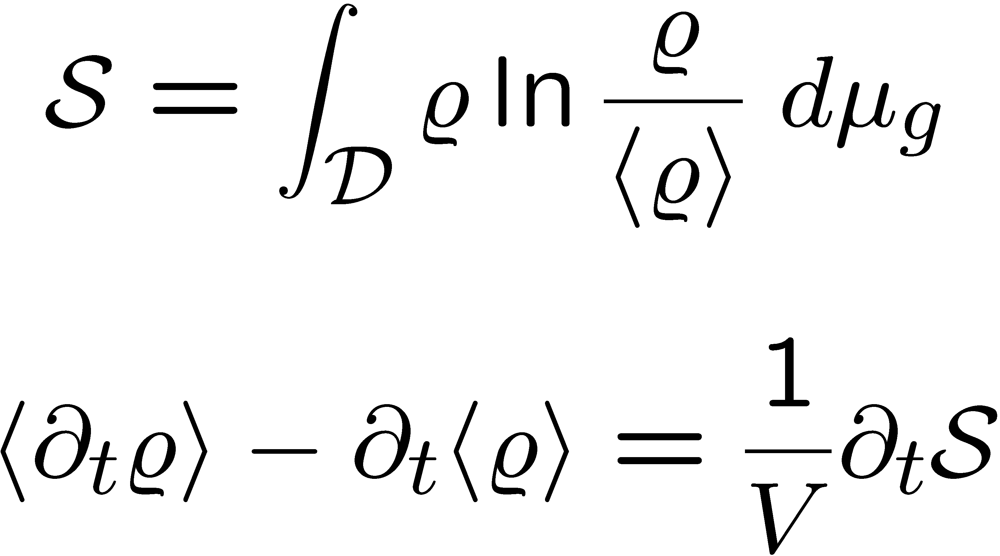 𝒮 = ∫_𝒟 ϱ ln ϱ/⟨ϱ⟩ dμ_g
⟨∂_t ϱ⟩ − ∂_t⟨ϱ⟩ = 1/V ∂_t 𝒮